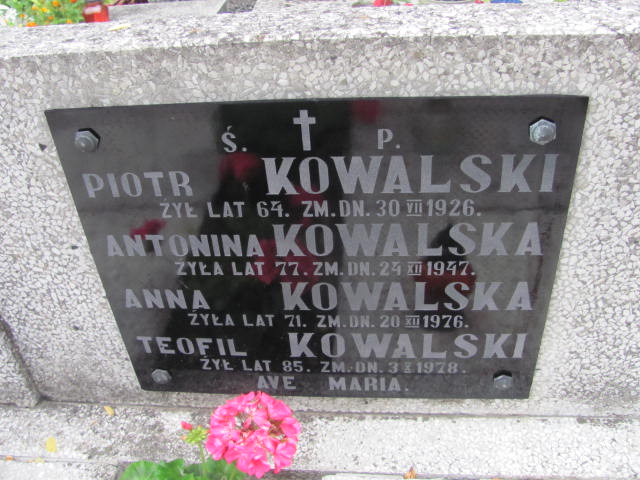 Ś. P.
PIOTR KOWALSKI
ŻYŁ LAT 64. ZM. DN. 30 VII 1926.
ANTONINA KOWALSKA
ŻYŁA LAT 77. ZM. DN. 24 XII 1947.
ANNA KOWALSKA
ŻYŁA LAT 71. ZM. DN. 20 XII 1976.
TEOFIL KOWALSKI
ŻYŁ LAT 85. ZM. DN. 3 X 1978.
AVE MARIA.